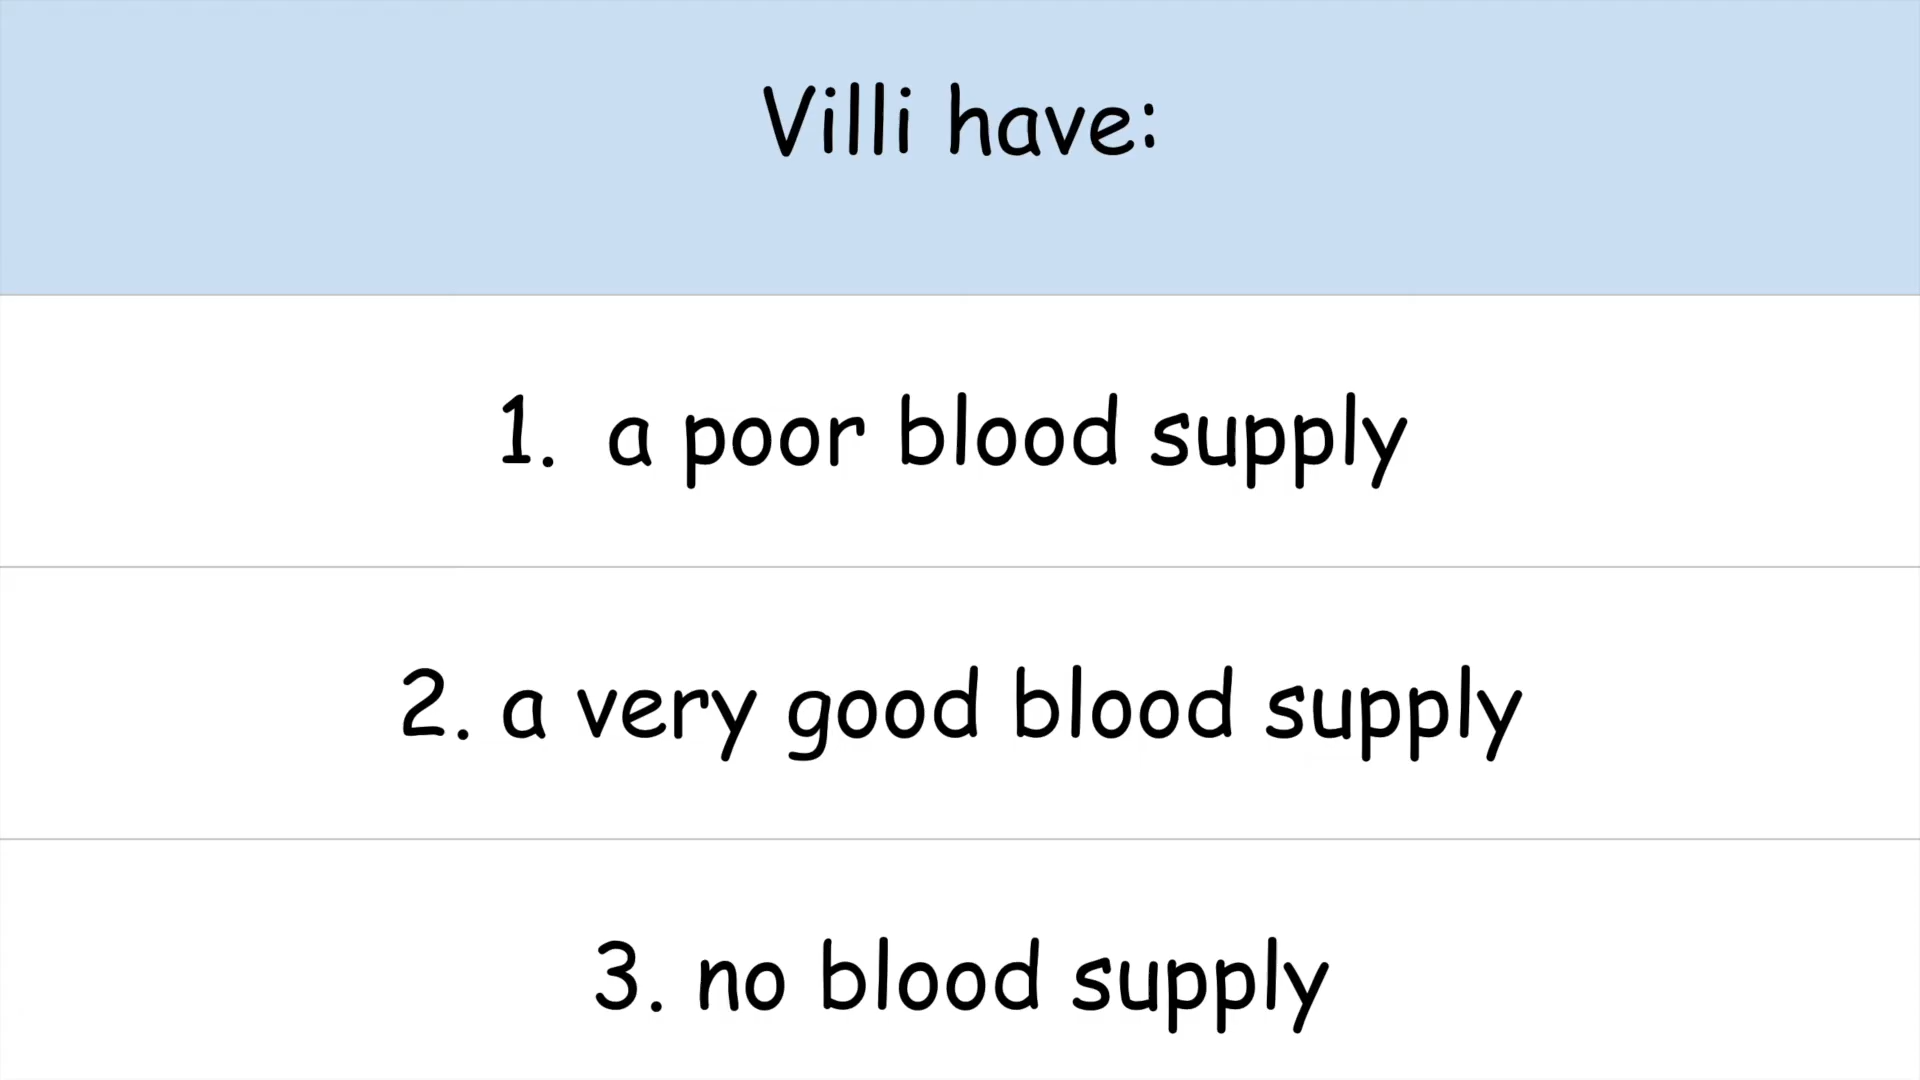 Villi have:
1. a poor blood supply
2. a very good blood supply
3. no blood supply